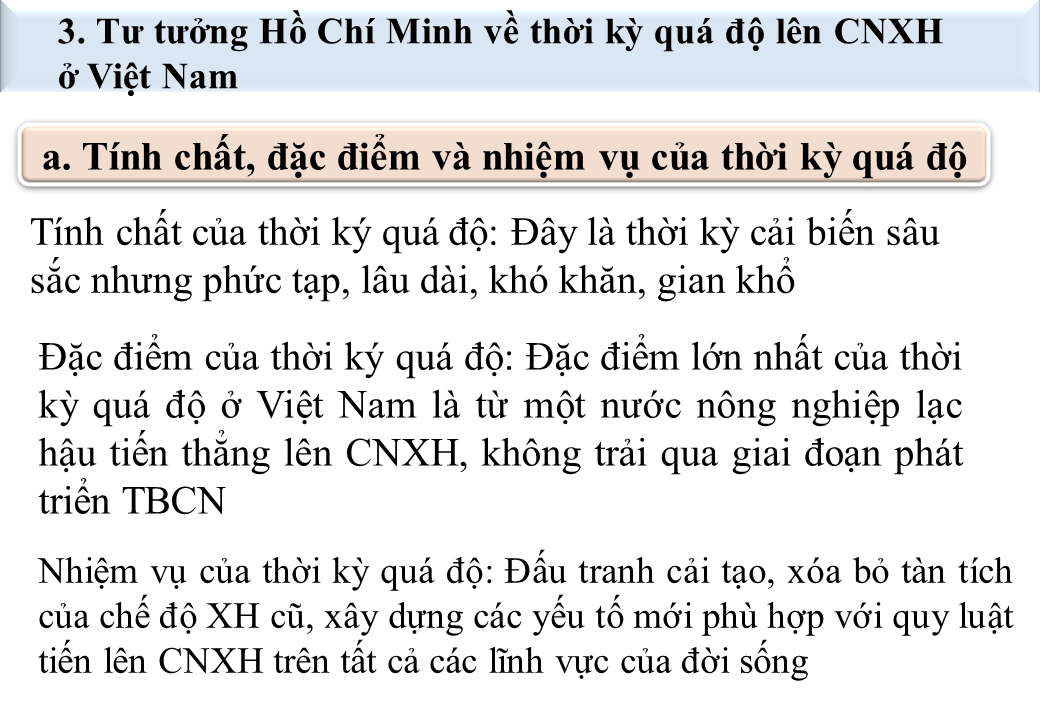 3. Tư tưởng Hồ Chí Minh về thời kỳ quá độ lên CNXH
ở Việt Nam
a. Tính chất, đặc điểm và nhiệm vụ của thời kỳ quá độ
Tính chất của thời ký quá độ: Đây là thời kỳ cải biến sâu
sắc nhưng phức tạp, lâu dài, khó khăn, gian khổ
Đặc điểm của thời ký quá độ: Đặc điểm lớn nhất của thời
kỳ quá độ ở Việt Nam là từ một nước nông nghiệp lạc
hậu tiến thẳng lên CNXH, không trải qua giai đoạn phát
triển TBCN
Nhiệm vụ của thời kỳ quá độ: Đấu tranh cải tạo, xóa bỏ tàn tích
của chế độ XH cũ, xây dựng các yếu tố mới phù hợp với quy luật
tiến lên CNXH trên tất cả các lĩnh vực của đời sống